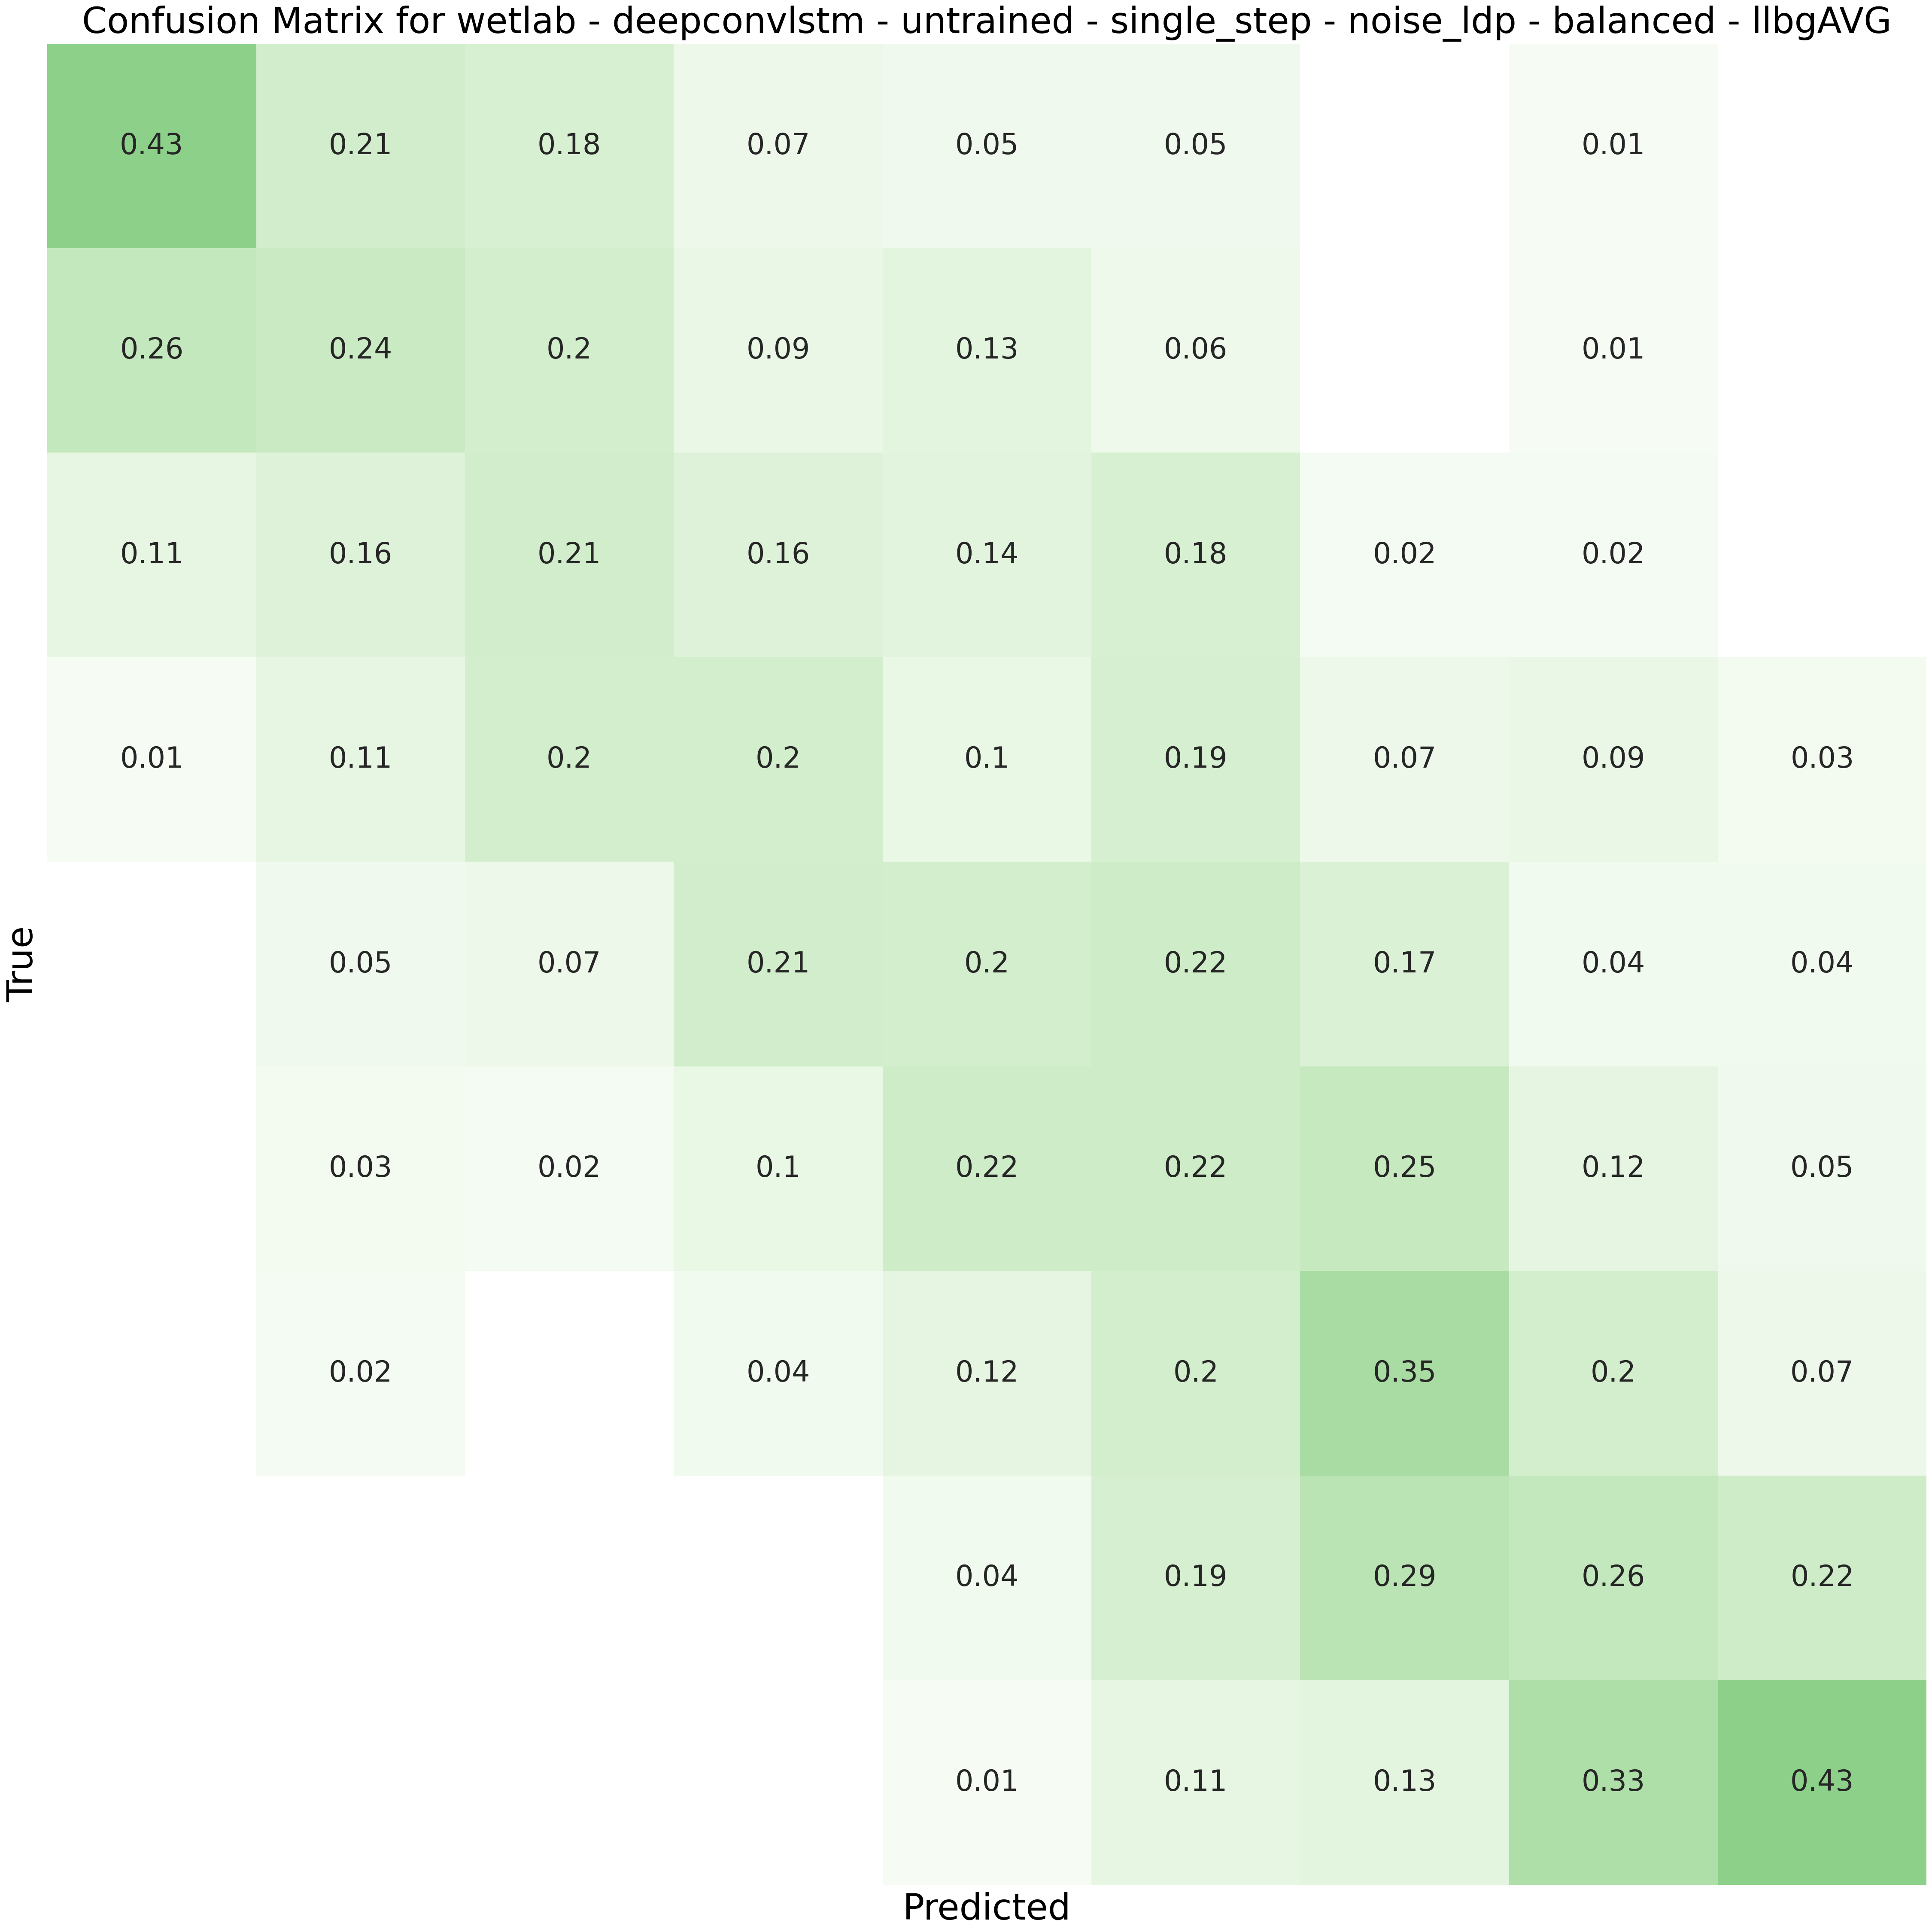 Confusion Matrix for wetlab - deepconvlstm - untrained - single_step - noise_ldp - balanced - llbgAVG
0.43 0.21 0.18 0.07 0.05 0.05 0.01
0.26 0.24 0.2 0.09 0.13 0.06 0.01
0.11 0.16 0.21 0.16 0.14 0.18 0.02 0.02
0.01 0.11 0.2 0.2 0.1 0.19 0.07 0.09 0.03
0.05 0.07 0.21 0.2 0.22 0.17 0.04 0.04
0.03 0.02 0.1 0.22 0.22 0.25 0.12 0.05
0.02 0.04 0.12 0.2 0.35 0.2 0.07
0.04 0.19 0.29 0.26 0.22
0.01 0.11 0.13 0.33 0.43
True
Predicted